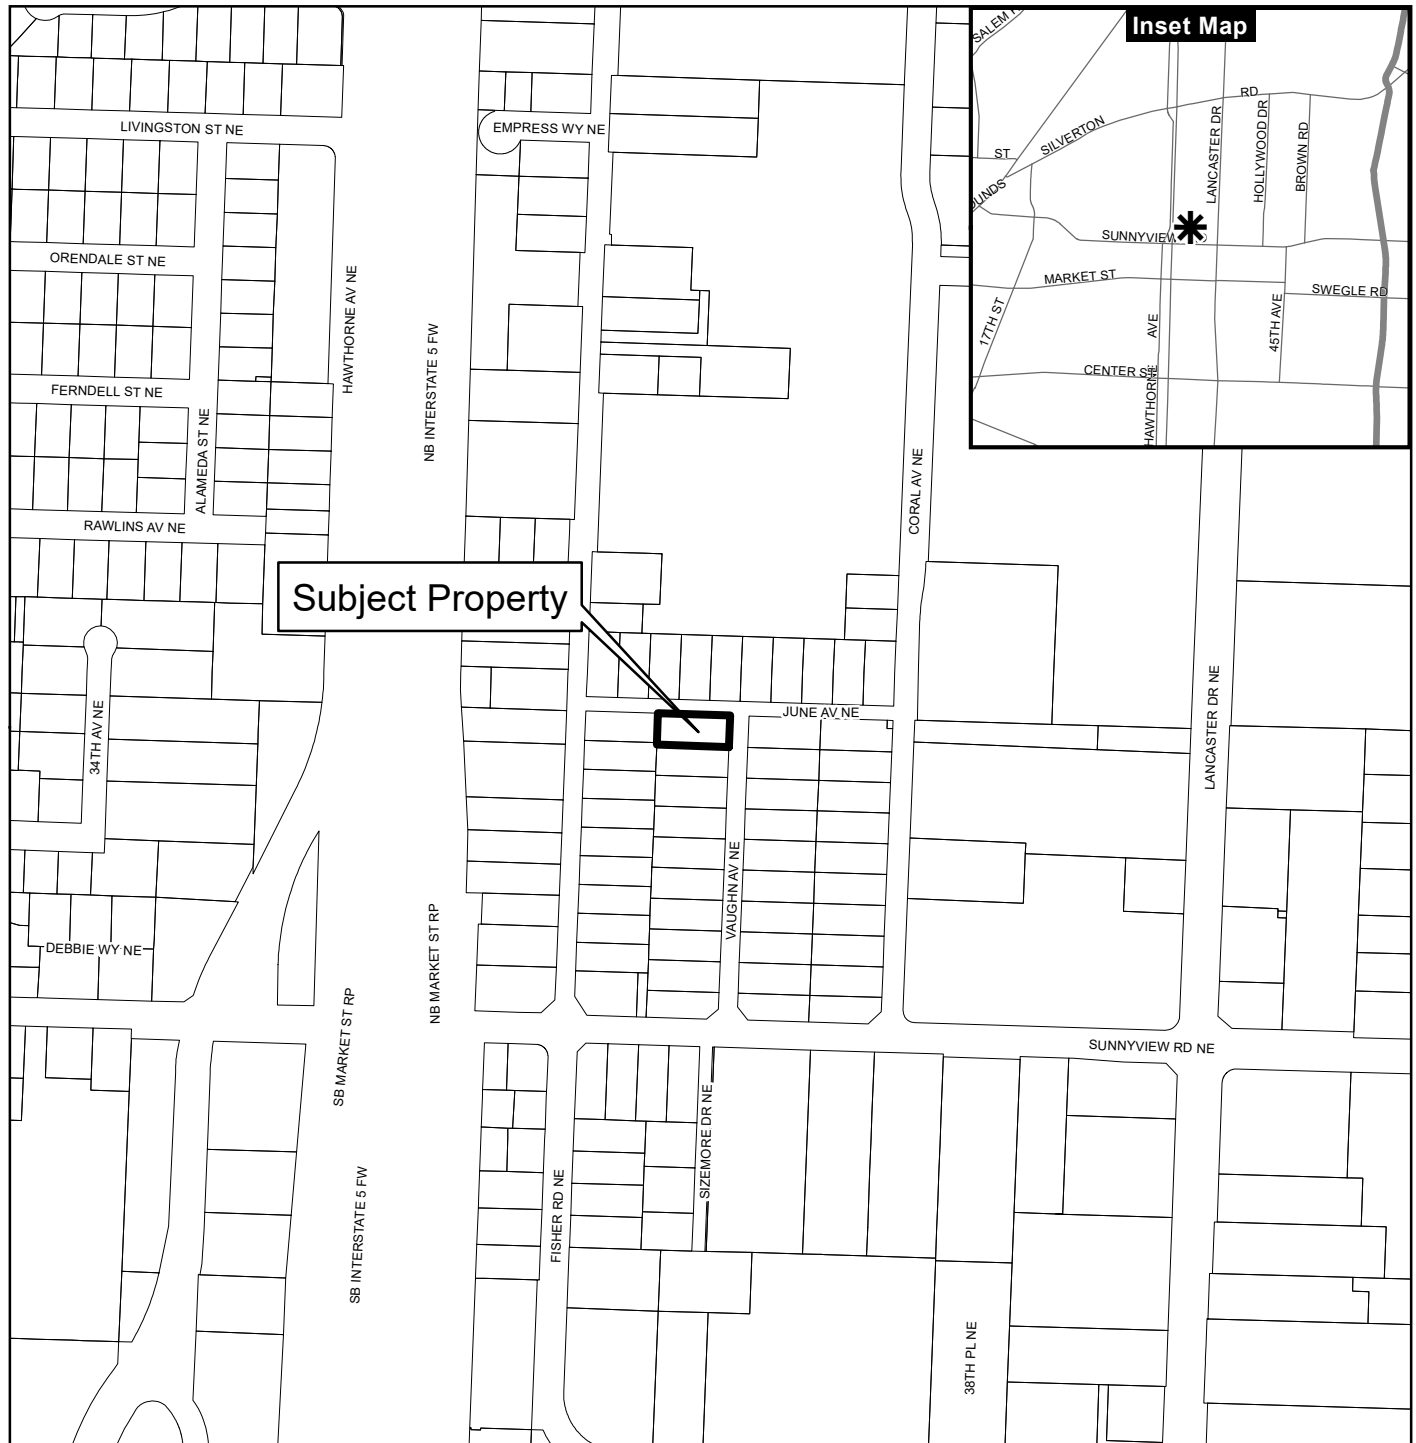 Inset Map
SALEM
RD
SILVERTON
ST
LANCASTER DR
HOLLYWOOD DR
BROWN RD
SUNNYVIEW
MARKET ST
SWEGLE RD
17TH ST
AVE
45TH AVE
CENTER ST
HAWTHORNE
LIVINGSTON ST NE
EMPRESS WY NE
ORENDALE ST NE
HAWTHORNE AV NE
NB INTERSTATE 5 FW
FERNDELL ST NE
ALAMEDA ST NE
CORAL AV NE
RAWLINS AV NE
Subject Property
34TH AV NE
JUNE AV NE
LANCASTER DR NE
VAUGHN AV NE
DEBBIE WY NE
NB MARKET ST RP
SB MARKET ST RP
SUNNYVIEW RD NE
SIZEMORE DR NE
FISHER RD NE
SB INTERSTATE 5 FW
38TH PL NE